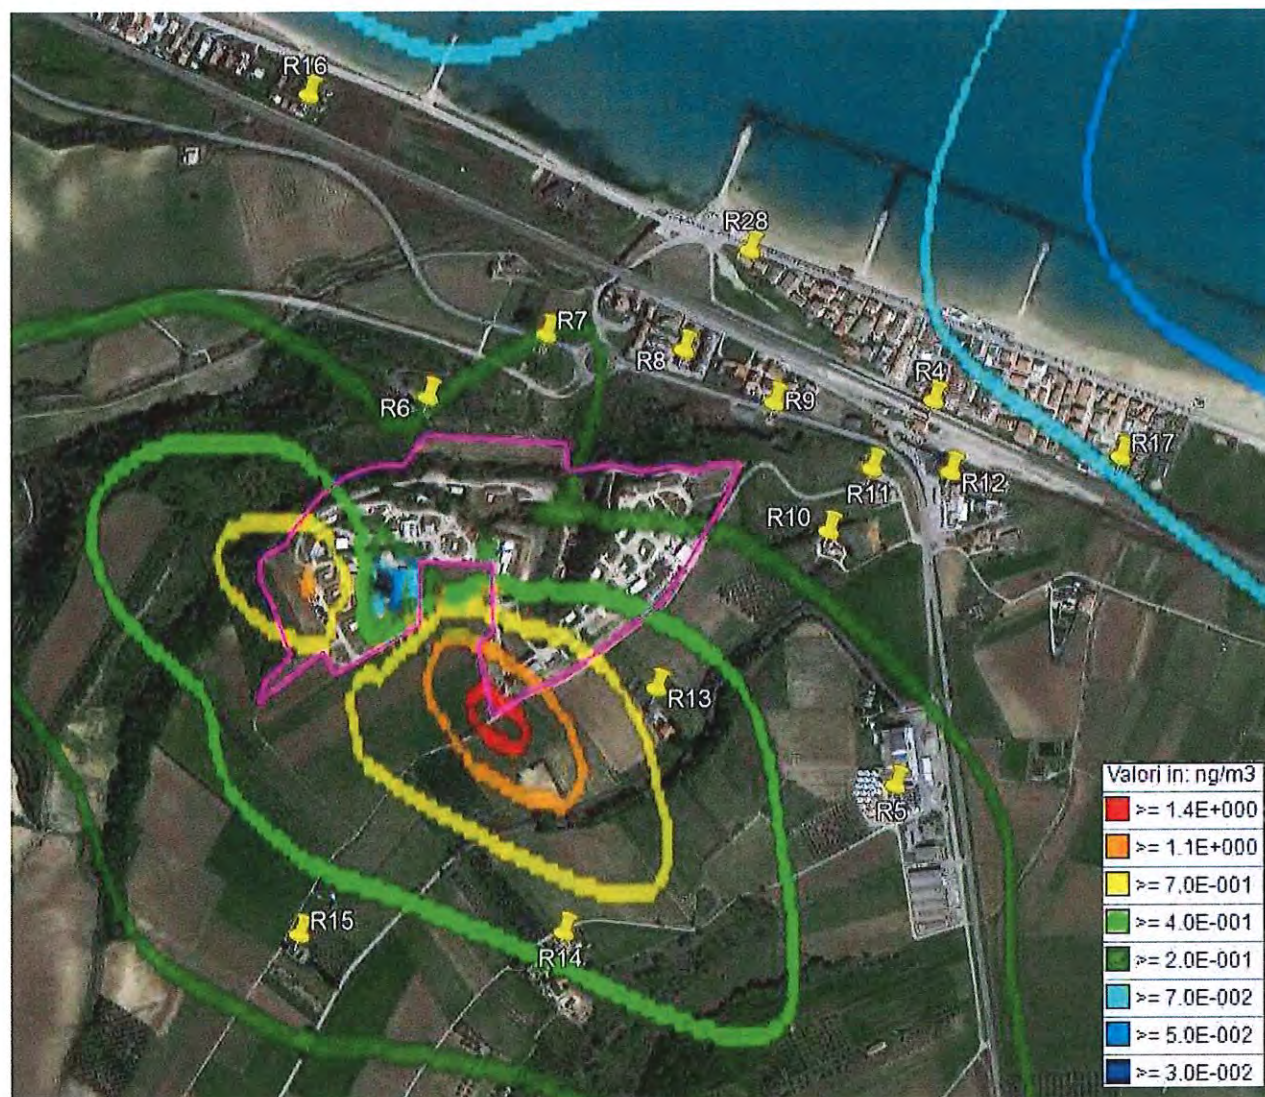 R16
R28
R7
R8
R6
R9
R4
R17
R11
R12
R10
R13
R5
R15
R14
Valori in: ng/m3
>= 1.4E+000
>= 1.1E+000
>= 7.0E-001
>= 4.0E-001
>= 2.0E-001
>= 7.0E-002
>= 5.0E-002
>= 3.0E-002